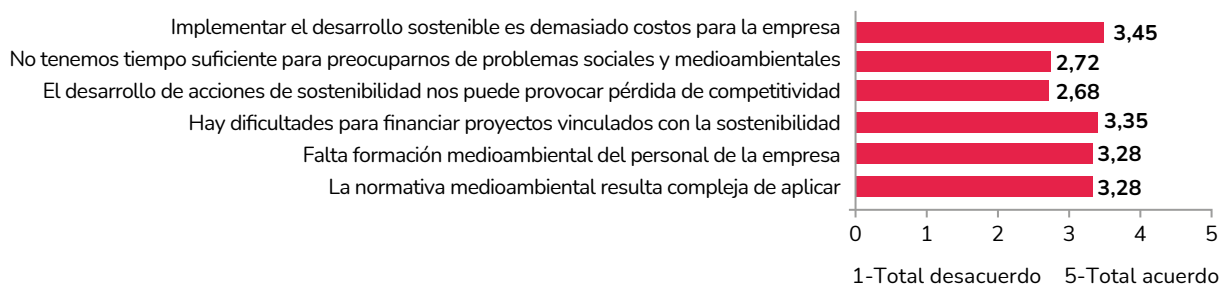 Implementar el desarrollo sostenible es demasiado costos para la empresa 3,45
No tenemos tiempo suficiente para preocuparnos de problemas sociales y medioambientales 2,72
El desarrollo de acciones de sostenibilidad nos puede provocar pérdida de competitividad 2,68
Hay dificultades para financiar proyectos vinculados con la sostenibilidad 3,35
Falta formación medioambiental del personal de la empresa 3,28
La normativa medioambiental resulta compleja de aplicar 3,28
0 1 2 3 4 5
1-Total desacuerdo 5-Total acuerdo